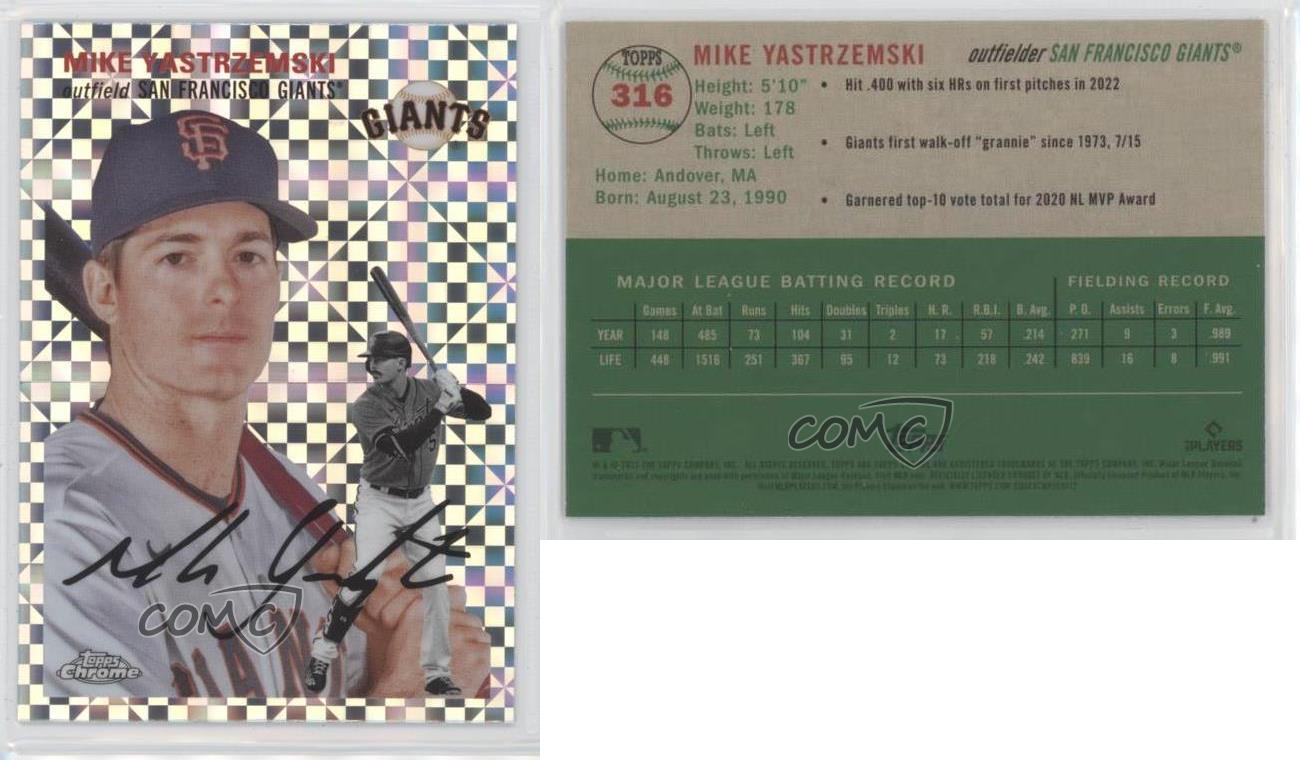 MIKE YASTRZEMSKI
outfield SAN FRANCISCO GIANTS®
GIANTS
SF
COMC
Topps
Chrome
TOPPS
316
MIKE YASTRZEMSKI
outfielder SAN FRANCISCO GIANTS®
Height: 5'10"
Weight: 178
Bats: Left
Throws: Left
Home: Andover, MA
Born: August 23, 1990
• Hit .400 with six HRs on first pitches in 2022
• Giants first walk-off "grannie" since 1973, 7/15
• Garnered top-10 vote total for 2020 NL MVP Award
MAJOR LEAGUE BATTING RECORD FIELDING RECORD
Games At Bat Runs Hits Doubles Triples H. R. R.B.I. B. Avg. P. O. Assists Errors F. Avg.
YEAR 148 485 73 104 31 2 17 57 .214 271 9 3 .989
LIFE 448 1516 251 367 95 12 73 218 .242 839 16 8 .991
COMC
PLAYERS